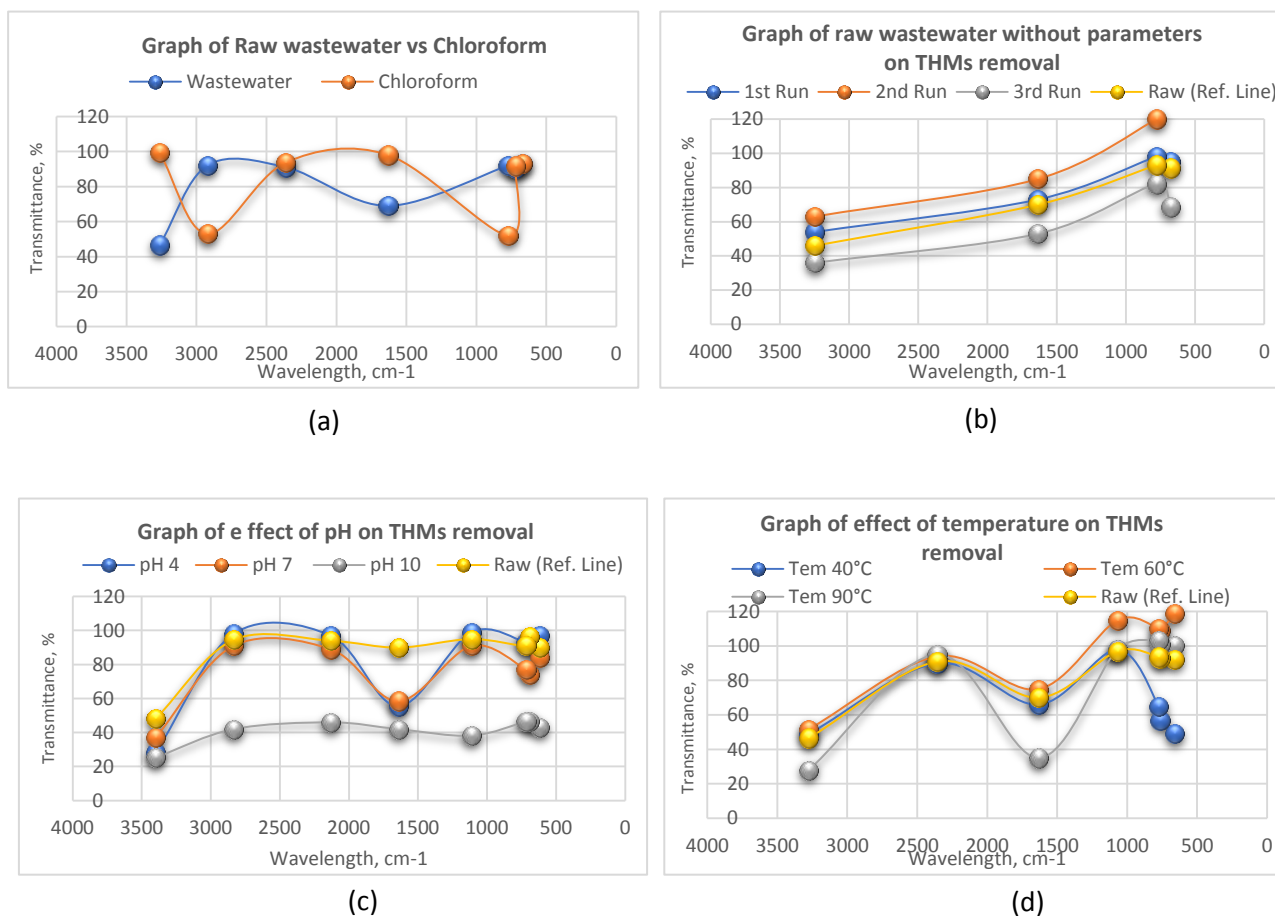 Graph of Raw wastewater vs Chloroform
Wastewater Chloroform
Transmittance, %
120
100
80
60
40
20
0
4000 3500 3000 2500 2000 1500 1000 500 0
Wavelength, cm-1
(a)
Graph of raw wastewater without parameters
on THMs removal
1st Run 2nd Run 3rd Run Raw (Ref. Line)
Transmittance, %
120
100
80
60
40
20
0
4000 3500 3000 2500 2000 1500 1000 500 0
Wavelength, cm-1
(b)
Graph of e ffect of pH on THMs removal
pH 4 pH 7 pH 10 Raw (Ref. Line)
Transmittance, %
120
100
80
60
40
20
0
4000 3500 3000 2500 2000 1500 1000 500 0
Wavelength, cm-1
(c)
Graph of effect of temperature on THMs
removal
Tem 40°C Tem 60°C
Tem 90°C Raw (Ref. Line)
Transmittance, %
120
100
80
60
40
20
0
4000 3500 3000 2500 2000 1500 1000 500 0
Wavelength, cm-1
(d)